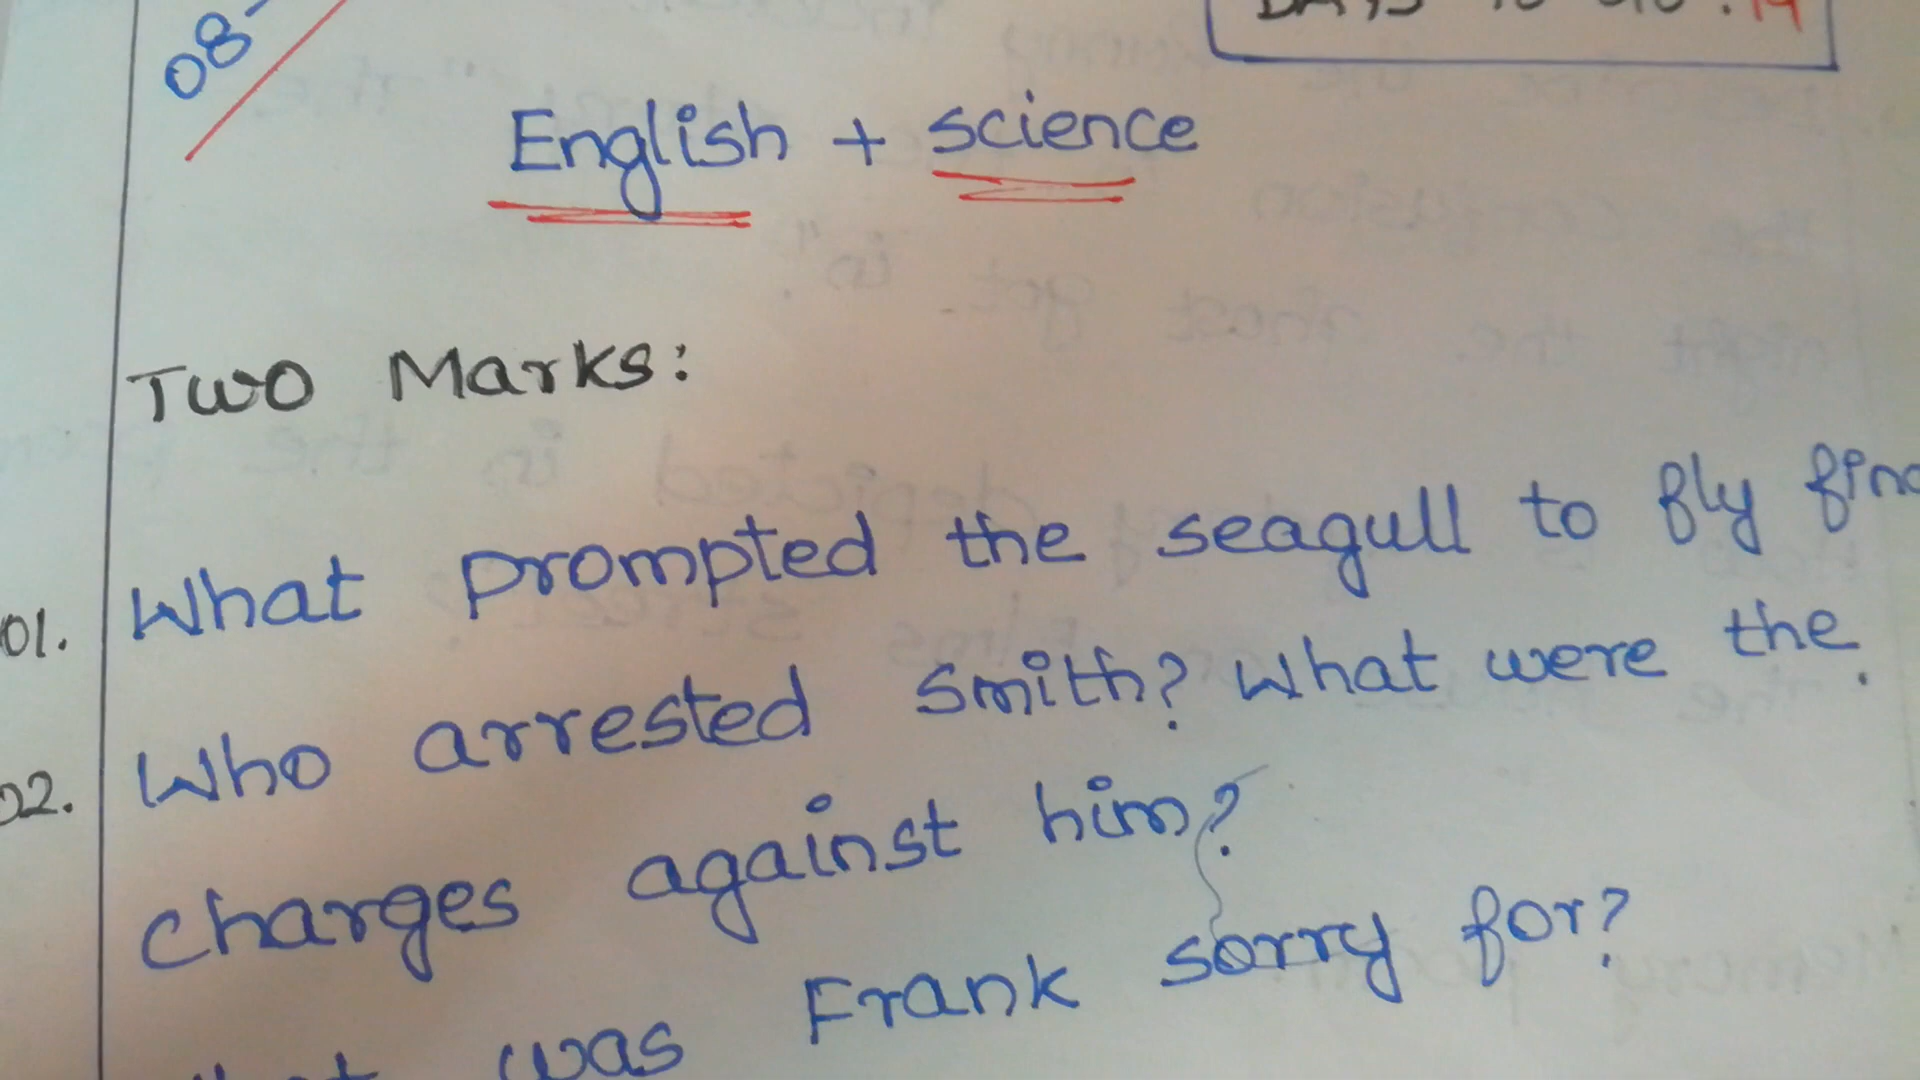 08-
English + science
Two Marks:
01. What prompted the seagull to fly
02. Who arrested Smith? What were the
charges against him?
was Frank sorry for?